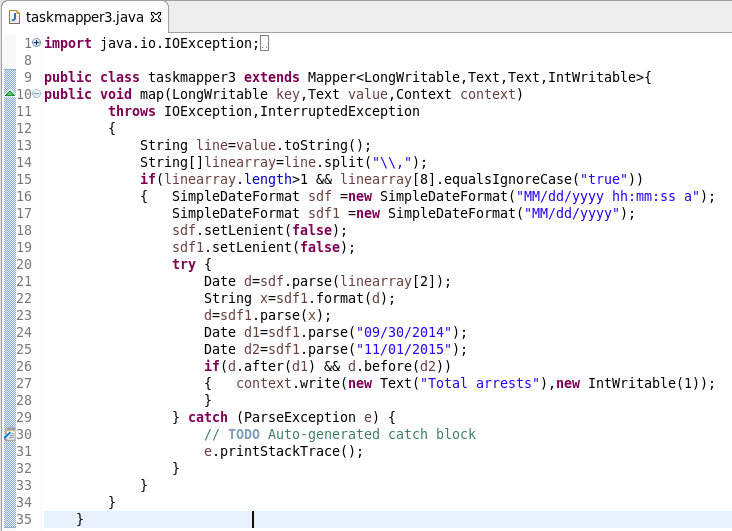 taskmapper3.java
1 import java.io.IOException;
8
9 public class taskmapper3 extends Mapper<LongWritable,Text,Text,IntWritable>{
10 public void map(LongWritable key,Text value,Context context)
11 throws IOException,InterruptedException
12 {
13 String line=value.toString();
14 String[]linearray=line.split("\\,");
15 if(linearray.length>1 && linearray[8].equalsIgnoreCase("true"))
16 { SimpleDateFormat sdf =new SimpleDateFormat("MM/dd/yyyy hh:mm:ss a");
17 SimpleDateFormat sdf1 =new SimpleDateFormat("MM/dd/yyyy");
18 sdf.setLenient(false);
19 sdf1.setLenient(false);
20 try {
21 Date d=sdf.parse(linearray[2]);
22 String x=sdf1.format(d);
23 d=sdf1.parse(x);
24 Date d1=sdf1.parse("09/30/2014");
25 Date d2=sdf1.parse("11/01/2015");
26 if(d.after(d1) && d.before(d2))
27 { context.write(new Text("Total arrests"),new IntWritable(1));
28 }
29 } catch (ParseException e) {
30 // TODO Auto-generated catch block
31 e.printStackTrace();
32 }
33 }
34 }
35 }